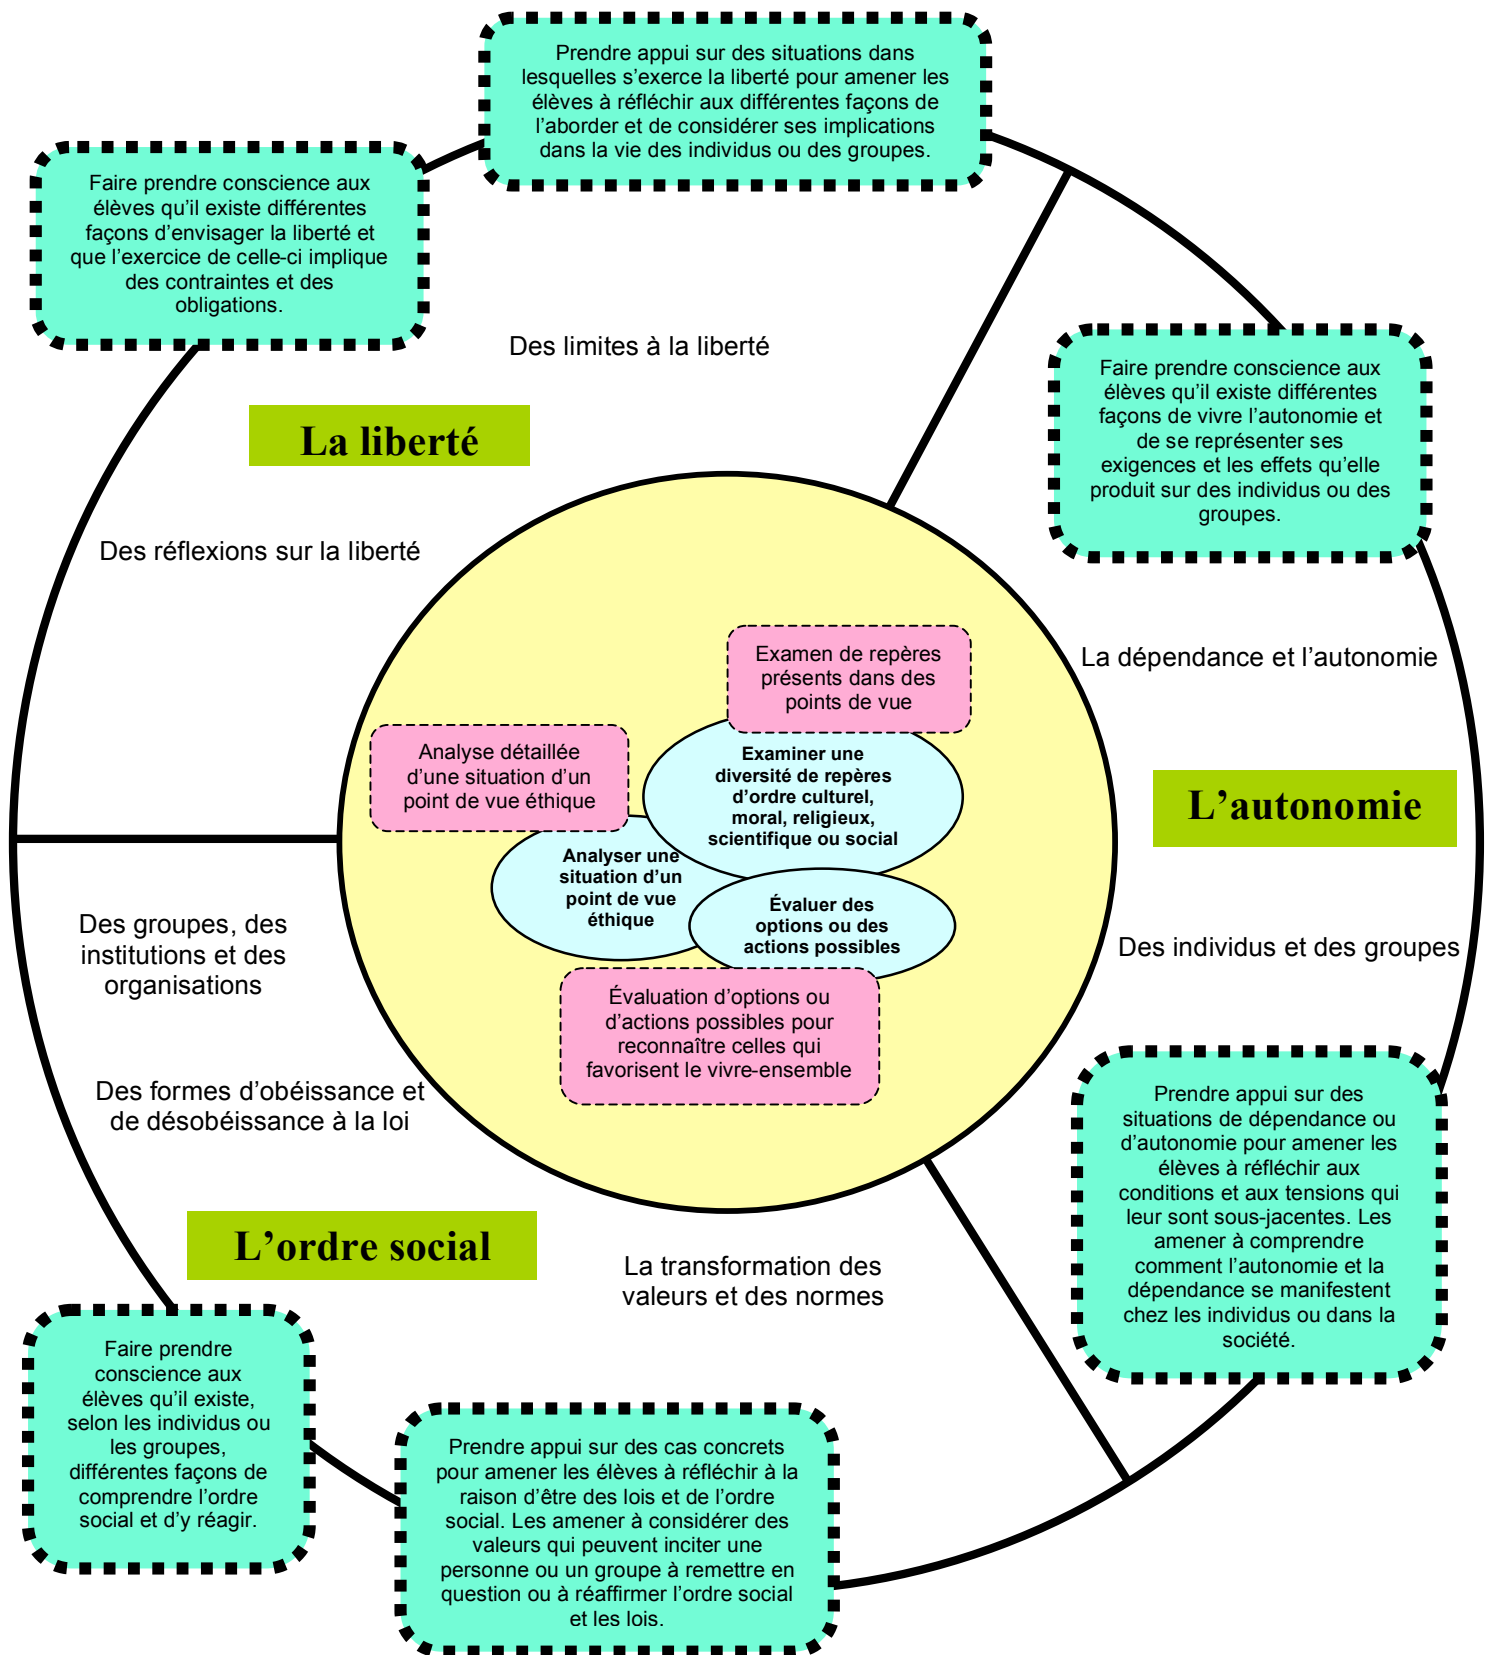 Prendre appui sur des situations dans
lesquelles s’exerce la liberté pour amener les
élèves à réfléchir aux différentes façons de
l’aborder et de considérer ses implications
dans la vie des individus ou des groupes.
Faire prendre conscience aux
élèves qu’il existe différentes
façons d’envisager la liberté et
que l’exercice de celle-ci implique
des contraintes et des
obligations.
Des limites à la liberté
La liberté
Des réflexions sur la liberté
Faire prendre conscience aux
élèves qu’il existe différentes
façons de vivre l’autonomie et
de se représenter ses
exigences et les effets qu’elle
produit sur des individus ou des
groupes.
La dépendance et l’autonomie
L’autonomie
Des individus et des groupes
Examen de repères
présents dans des
points de vue
Analyse détaillée
d’une situation d’un
point de vue éthique
Examiner une
diversité de repères
d’ordre culturel,
moral, religieux,
scientifique ou social
Analyser une
situation d’un
point de vue
éthique
Évaluer des
options ou des
actions possibles
Évaluation d’options ou
d’actions possibles pour
reconnaître celles qui
favorisent le vivre-ensemble
Des groupes, des
institutions et des
organisations
Des formes d’obéissance et
de désobéissance à la loi
L’ordre social
La transformation des
valeurs et des normes
Prendre appui sur des
situations de dépendance ou
d’autonomie pour amener les
élèves à réfléchir aux
conditions et aux tensions qui
leur sont sous-jacentes. Les
amener à comprendre
comment l’autonomie et la
dépendance se manifestent
chez les individus ou dans la
société.
Faire prendre
conscience aux
élèves qu’il existe,
selon les individus ou
les groupes,
différentes façons de
comprendre l’ordre
social et d’y réagir.
Prendre appui sur des cas concrets
pour amener les élèves à réfléchir à la
raison d’être des lois et de l’ordre
social. Les amener à considérer des
valeurs qui peuvent inciter une
personne ou un groupe à remettre en
question ou à réaffirmer l’ordre social
et les lois.